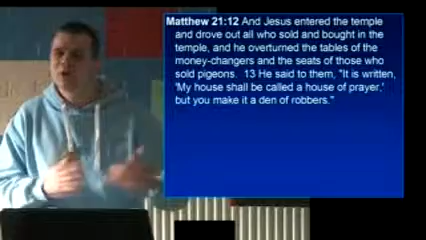 Matthew 21:12 And Jesus entered the temple
and drove out all who sold and bought in the
temple, and he overturned the tables of the
money-changers and the seats of those who
sold pigeons. 13 He said to them, "It is written,
'My house shall be called a house of prayer,'
but you make it a den of robbers."